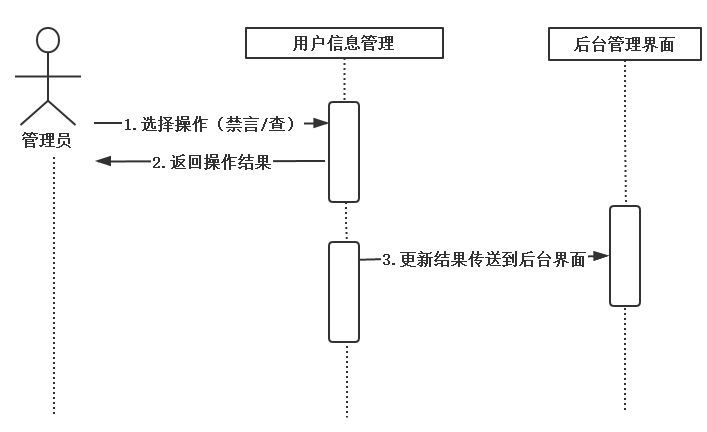 用户信息管理
后台管理界面
管理员
1.选择操作（禁言/查）
2.返回操作结果
3.更新结果传送到后台界面